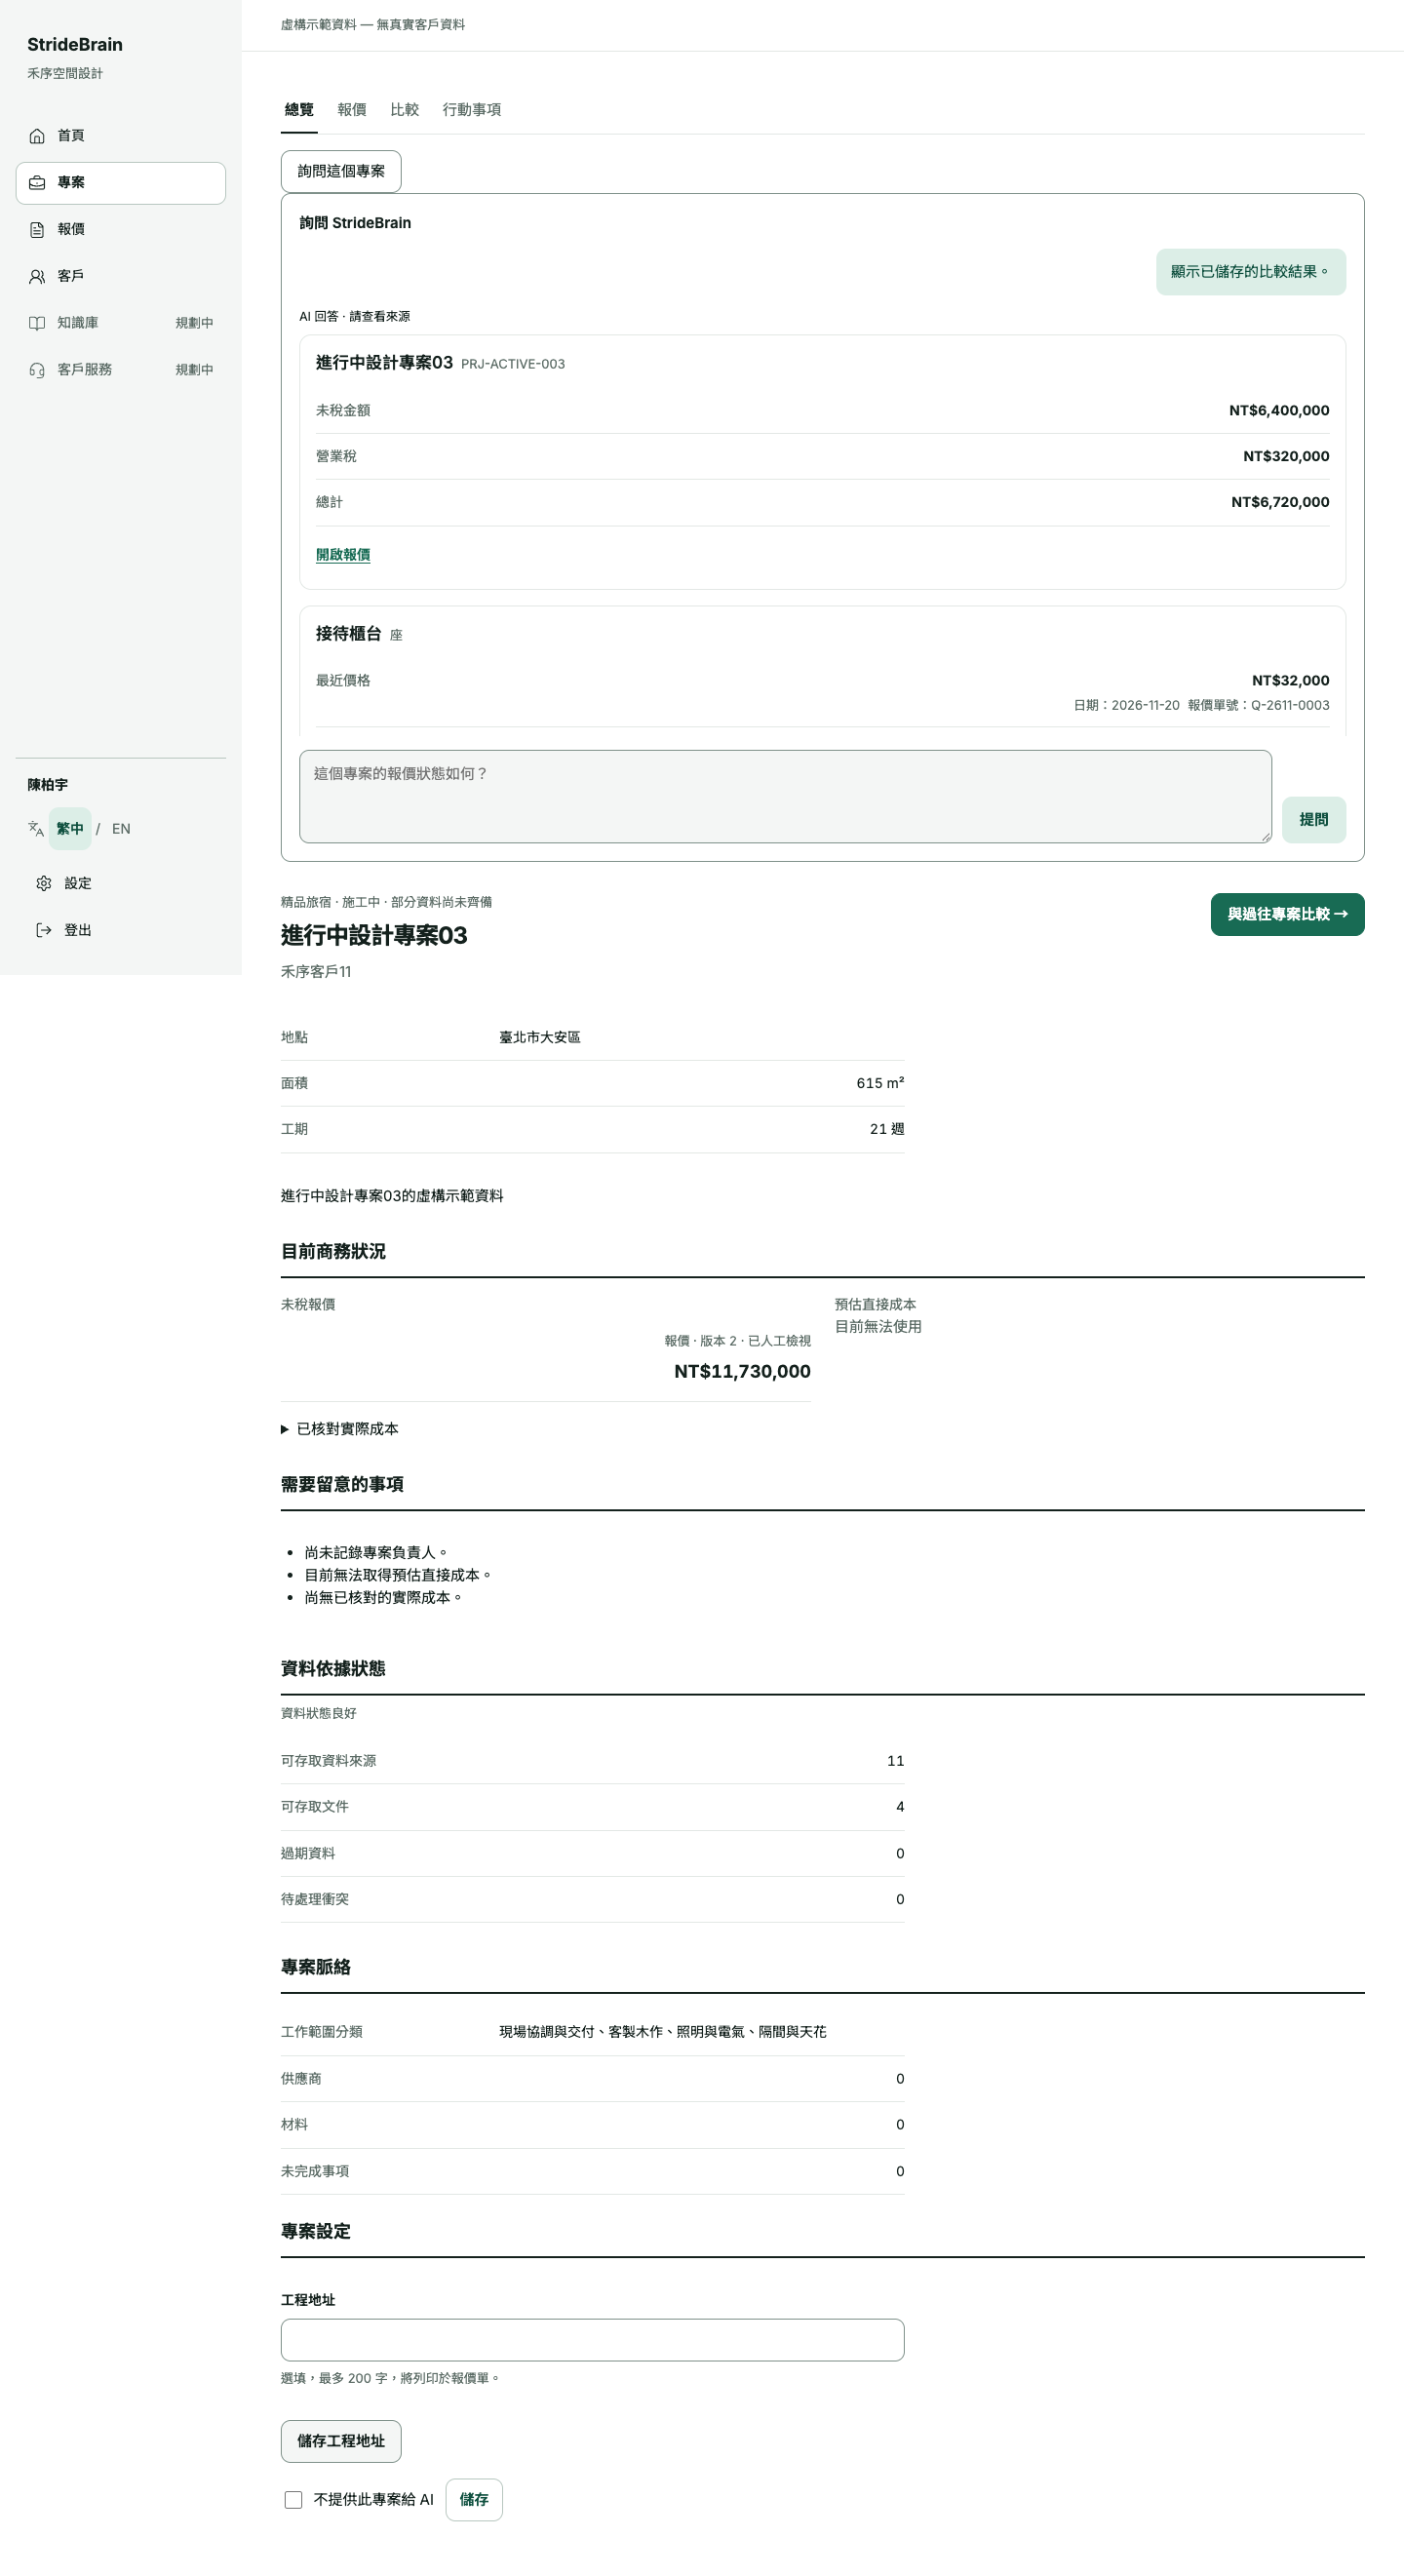 StrideBrain
禾序空間設計
首頁
專案
報價
客戶
知識庫 規劃中
客戶服務 規劃中
陳柏宇
繁中 / EN
設定
登出
虛構示範資料 — 無真實客戶資料
總覽 報價 比較 行動事項
詢問這個專案
詢問 StrideBrain
顯示已儲存的比較結果。
AI 回答 · 請查看來源
進行中設計專案03 PRJ-ACTIVE-003
未稅金額 NT$6,400,000
營業稅 NT$320,000
總計 NT$6,720,000
開啟報價
接待櫃台 座
最近價格 NT$32,000
日期：2026-11-20 報價單號：Q-2611-0003
這個專案的報價狀態如何？
提問
精品旅宿 · 施工中 · 部分資料尚未齊備
進行中設計專案03
禾序客戶11
與過往專案比較 →
地點 臺北市大安區
面積 615 m²
工期 21 週
進行中設計專案03的虛構示範資料
目前商務狀況
未稅報價
報價 · 版本 2 · 已人工檢視
NT$11,730,000
預估直接成本
目前無法使用
▶ 已核對實際成本
需要留意的事項
• 尚未記錄專案負責人。
• 目前無法取得預估直接成本。
• 尚無已核對的實際成本。
資料依據狀態
資料狀態良好
可存取資料來源 11
可存取文件 4
過期資料 0
待處理衝突 0
專案脈絡
工作範圍分類 現場協調與交付、客製木作、照明與電氣、隔間與天花
供應商 0
材料 0
未完成事項 0
專案設定
工程地址
選填，最多 200 字，將列印於報價單。
儲存工程地址
不提供此專案給 AI 儲存